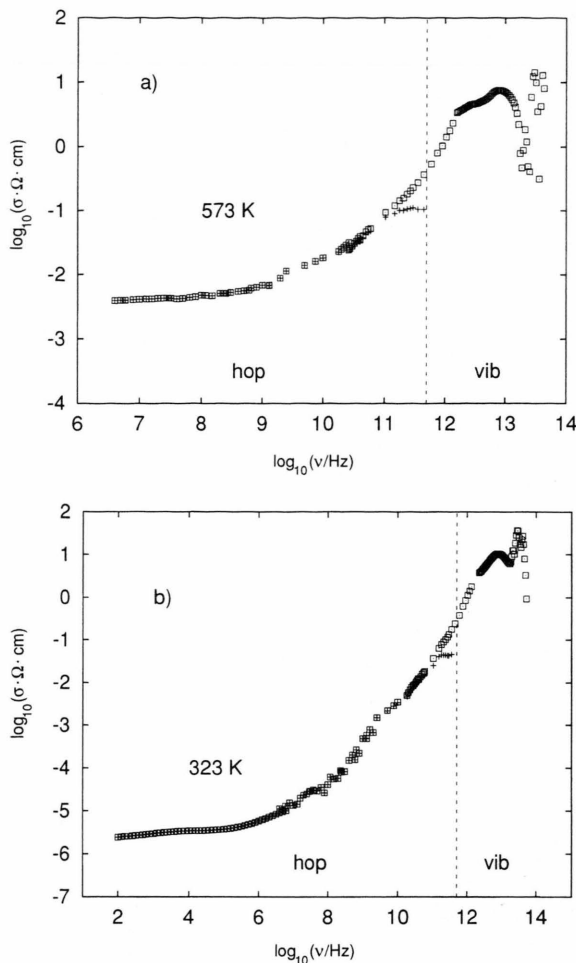 2
a)
1
0
573 K
-1
-2
-3
hop
vib
-4
6 7 8 9 10 11 12 13 14
log10(ν/Hz)
log10(σ·Ω·cm)
2
1
b)
0
-1
-2
-3
323 K
-4
-5
-6
hop
vib
-7
2 4 6 8 10 12 14
log10(ν/Hz)
log10(σ·Ω·cm)